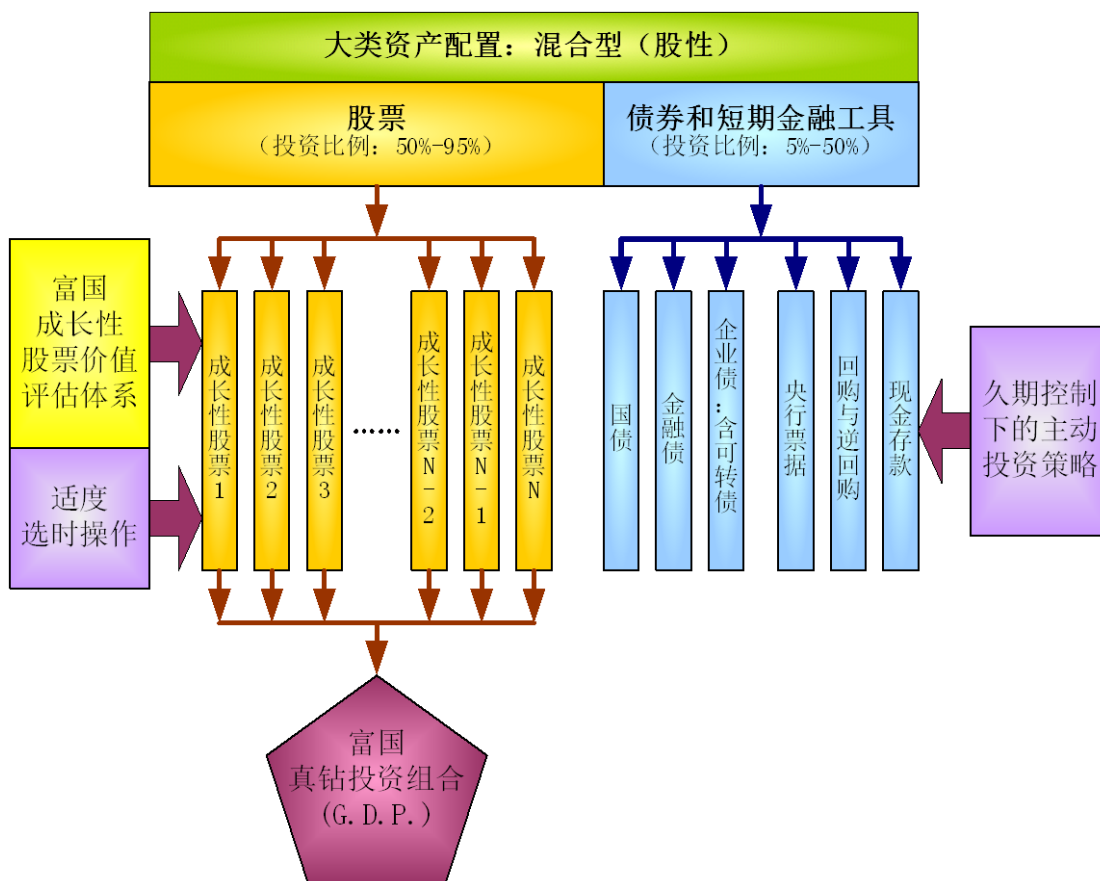 大类资产配置：混合型（股性）
股票
（投资比例：50%-95%）
债券和短期金融工具
（投资比例：5%-50%）
富国
成长性
股票价值
评估体系
适度
选时操作
成长性股票1
成长性股票2
成长性股票3
……
成长性股票N-2
成长性股票N-1
成长性股票N
国债
金融债
企业债：含可转债
央行票据
回购与逆回购
现金存款
久期控制
下的主动
投资策略
富国
真钻投资组合
(G.D.P.)